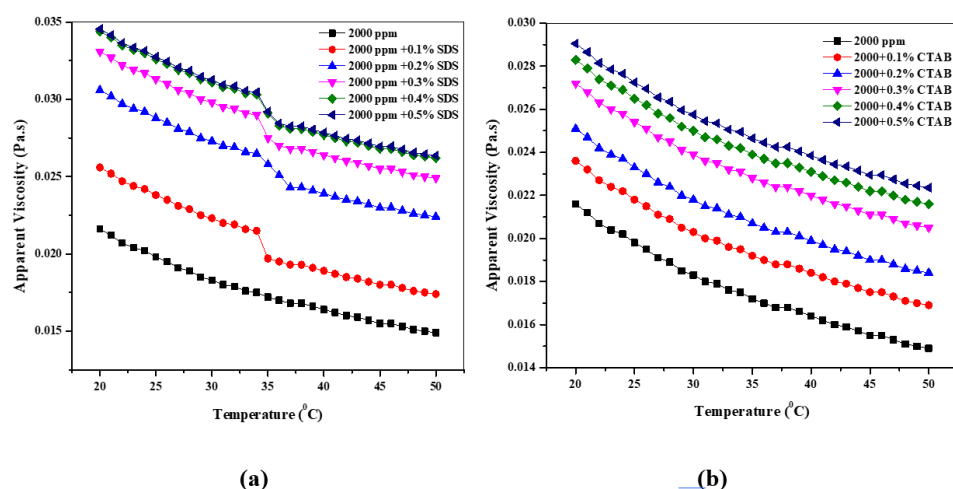 0.035
0.030
0.025
0.020
0.015
20 25 30 35 40 45 50
Apparent Viscosity (Pa.s)
Temperature (⁰C)
2000 ppm
2000 ppm +0.1% SDS
2000 ppm +0.2% SDS
2000 ppm +0.3% SDS
2000 ppm +0.4% SDS
2000 ppm +0.5% SDS
(a)
0.030
0.028
0.026
0.024
0.022
0.020
0.018
0.016
0.014
20 25 30 35 40 45 50
Apparent Viscosity (Pa.s)
Temperature (⁰C)
2000 ppm
2000+0.1% CTAB
2000+0.2% CTAB
2000+0.3% CTAB
2000+0.4% CTAB
2000+0.5% CTAB
(b)